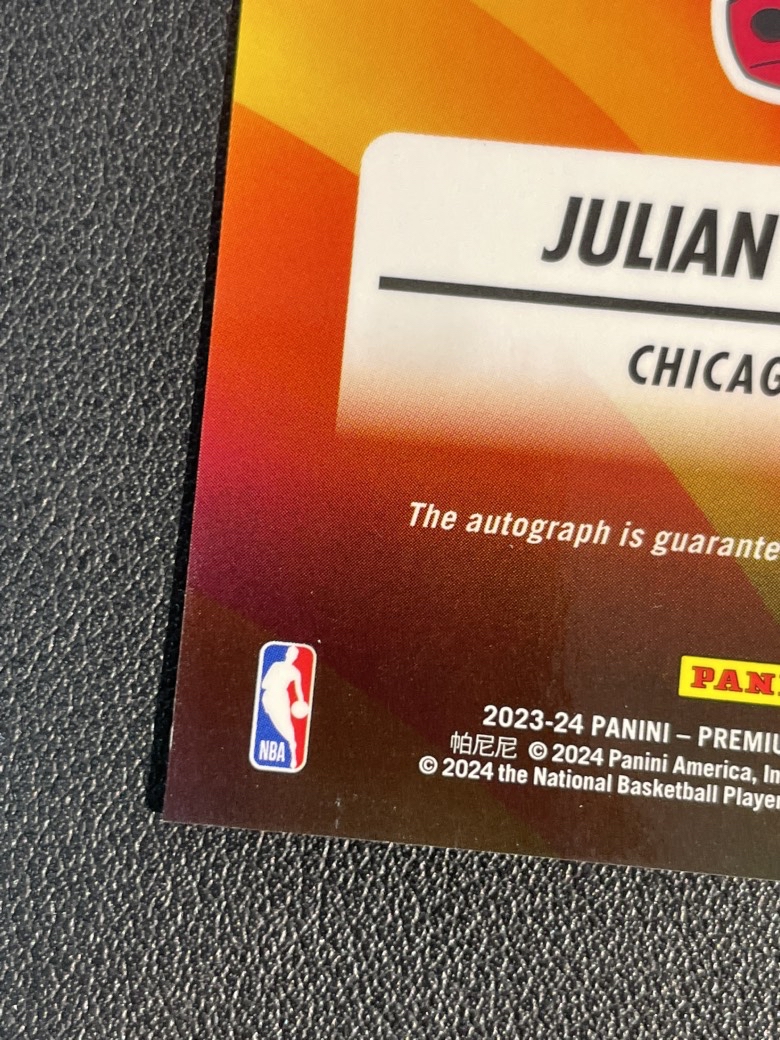 JULIAN
CHICAG
The autograph is guarante
PANI
2023-24 PANINI – PREMIU
帕尼尼 © 2024 Panini America, In
© 2024 the National Basketball Player
NBA